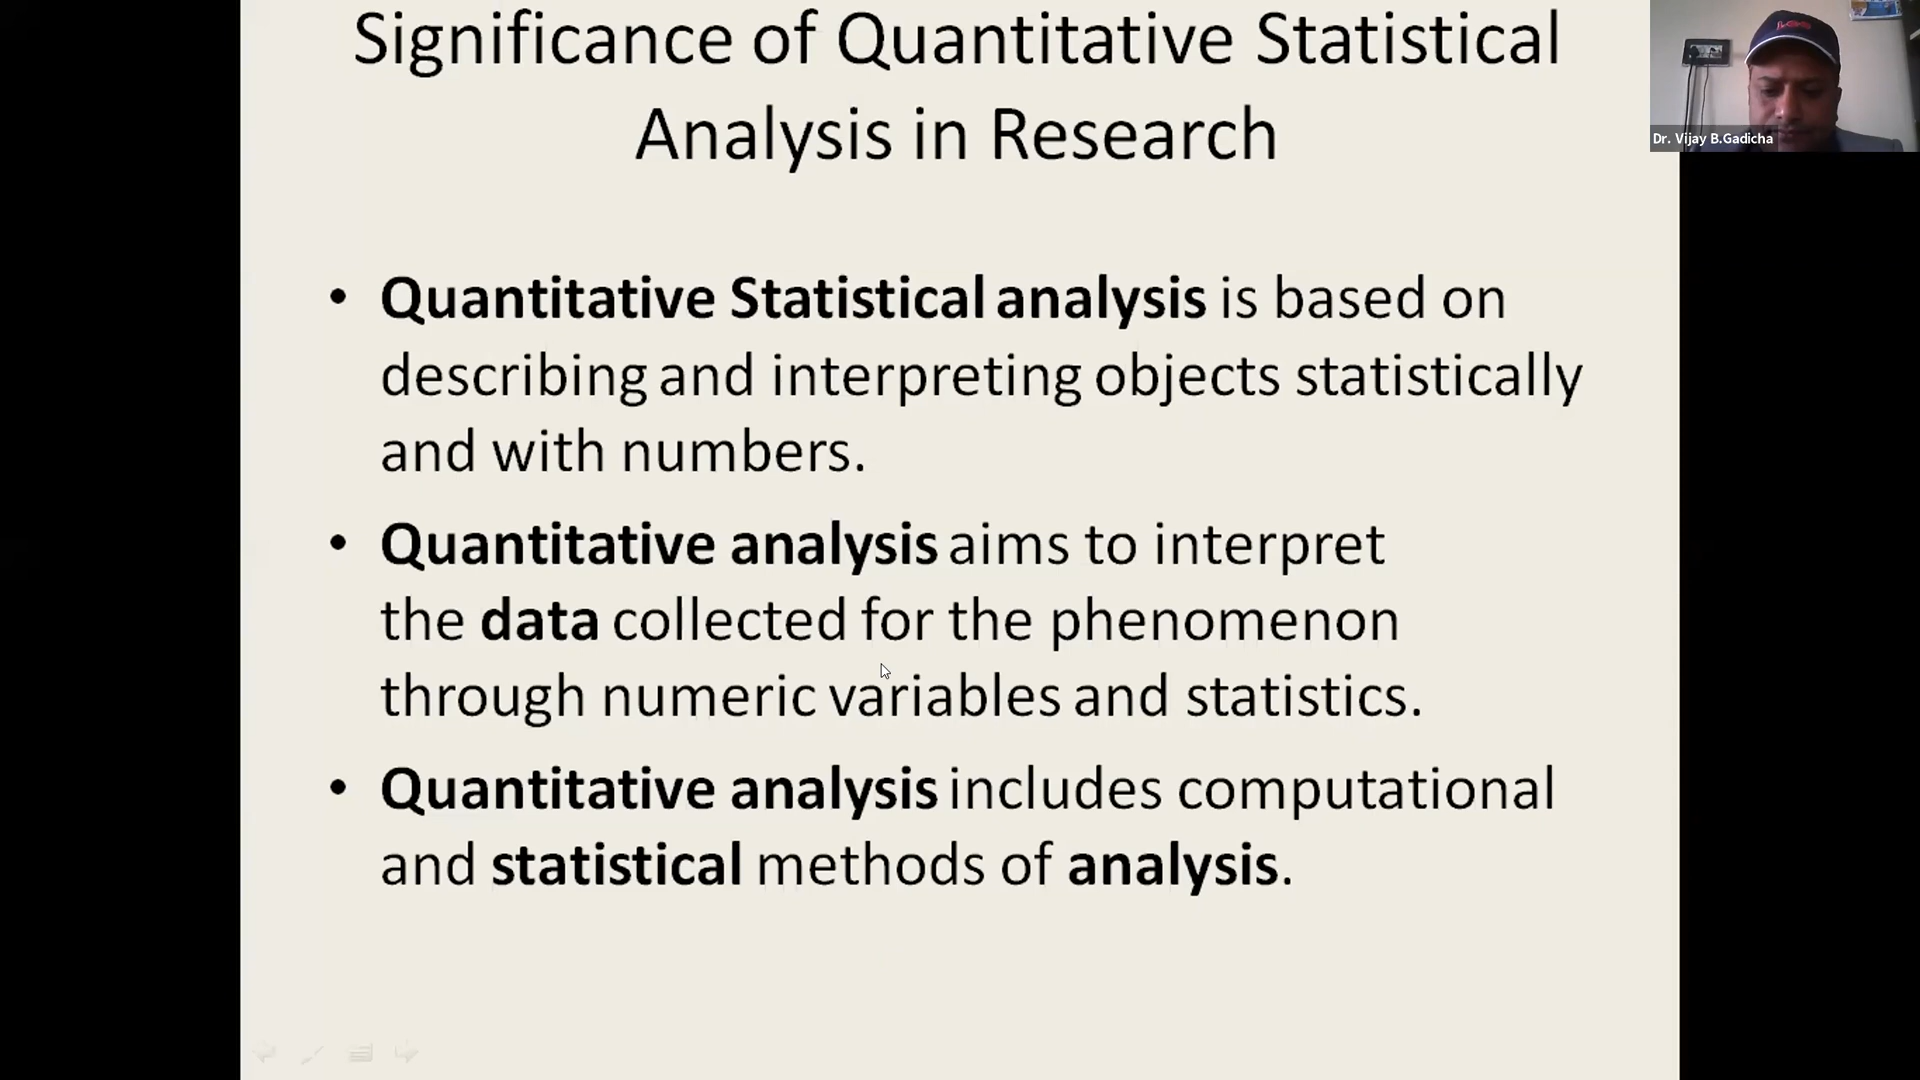 Significance of Quantitative Statistical
Analysis in Research
Dr. Vijay B.Gadicha
• Quantitative Statistical analysis is based on
describing and interpreting objects statistically
and with numbers.
• Quantitative analysis aims to interpret
the data collected for the phenomenon
through numeric variables and statistics.
• Quantitative analysis includes computational
and statistical methods of analysis.